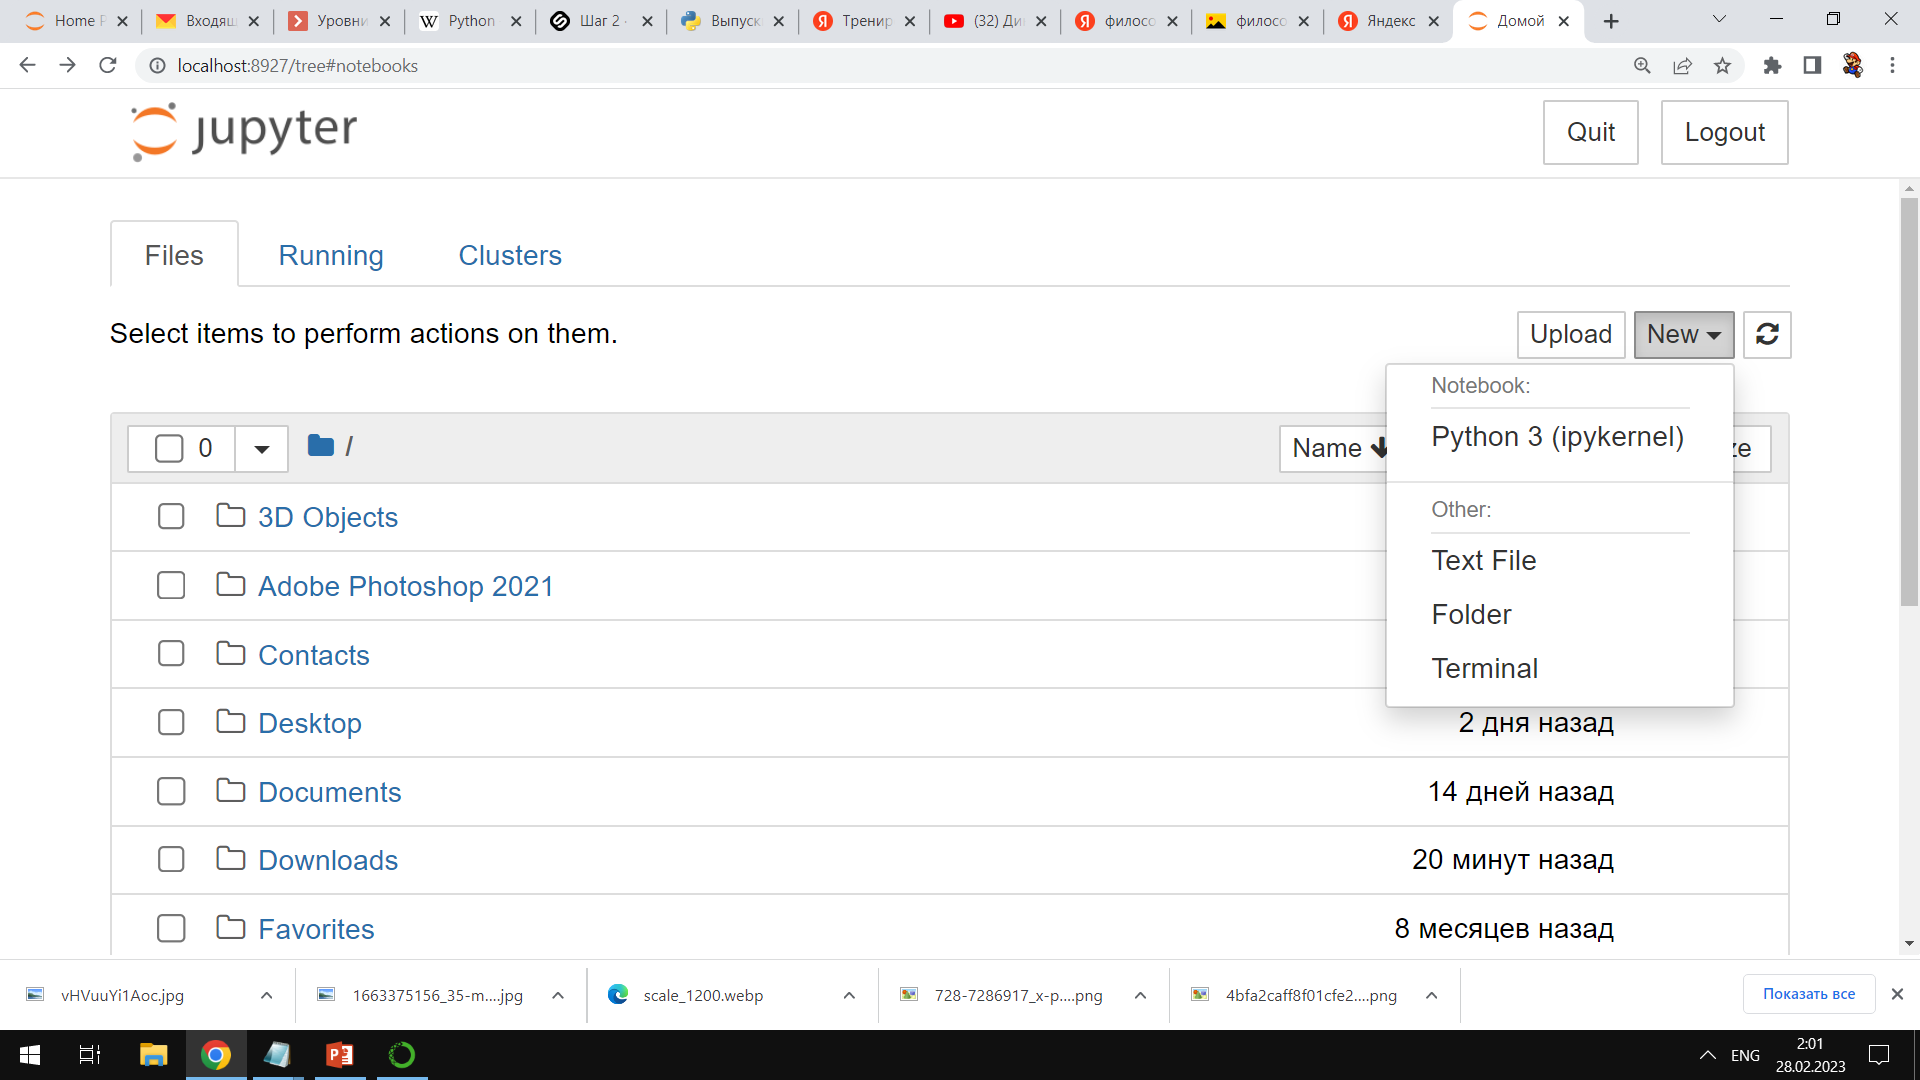 Home P
Входящ
Уровни
Python
Шаг 2
Выпуск
Тренир
(32) Ди
филосо
филосо
Яндекс
Домой
localhost:8927/tree#notebooks
jupyter
Quit
Logout
Files
Running
Clusters
Select items to perform actions on them.
Upload
New
Notebook:
Python 3 (ipykernel)
Other:
Text File
Folder
Terminal
0
/
Name
ze
3D Objects
Adobe Photoshop 2021
Contacts
Desktop
2 дня назад
Documents
14 дней назад
Downloads
20 минут назад
Favorites
8 месяцев назад
vHVuuYi1Aoc.jpg
1663375156_35-m....jpg
scale_1200.webp
728-7286917_x-p....png
4bfa2caff8f01cfe2....png
Показать все
ENG
2:01
28.02.2023